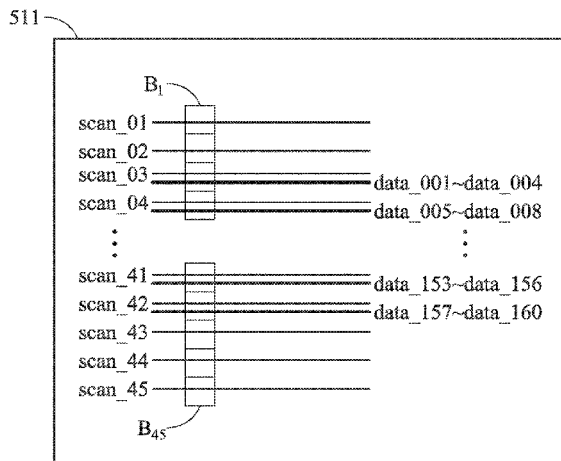 511
B1
scan_01
scan_02
scan_03
data_001~data_004
scan_04
data_005~data_008
scan_41
data_153~data_156
scan_42
data_157~data_160
scan_43
scan_44
scan_45
B45